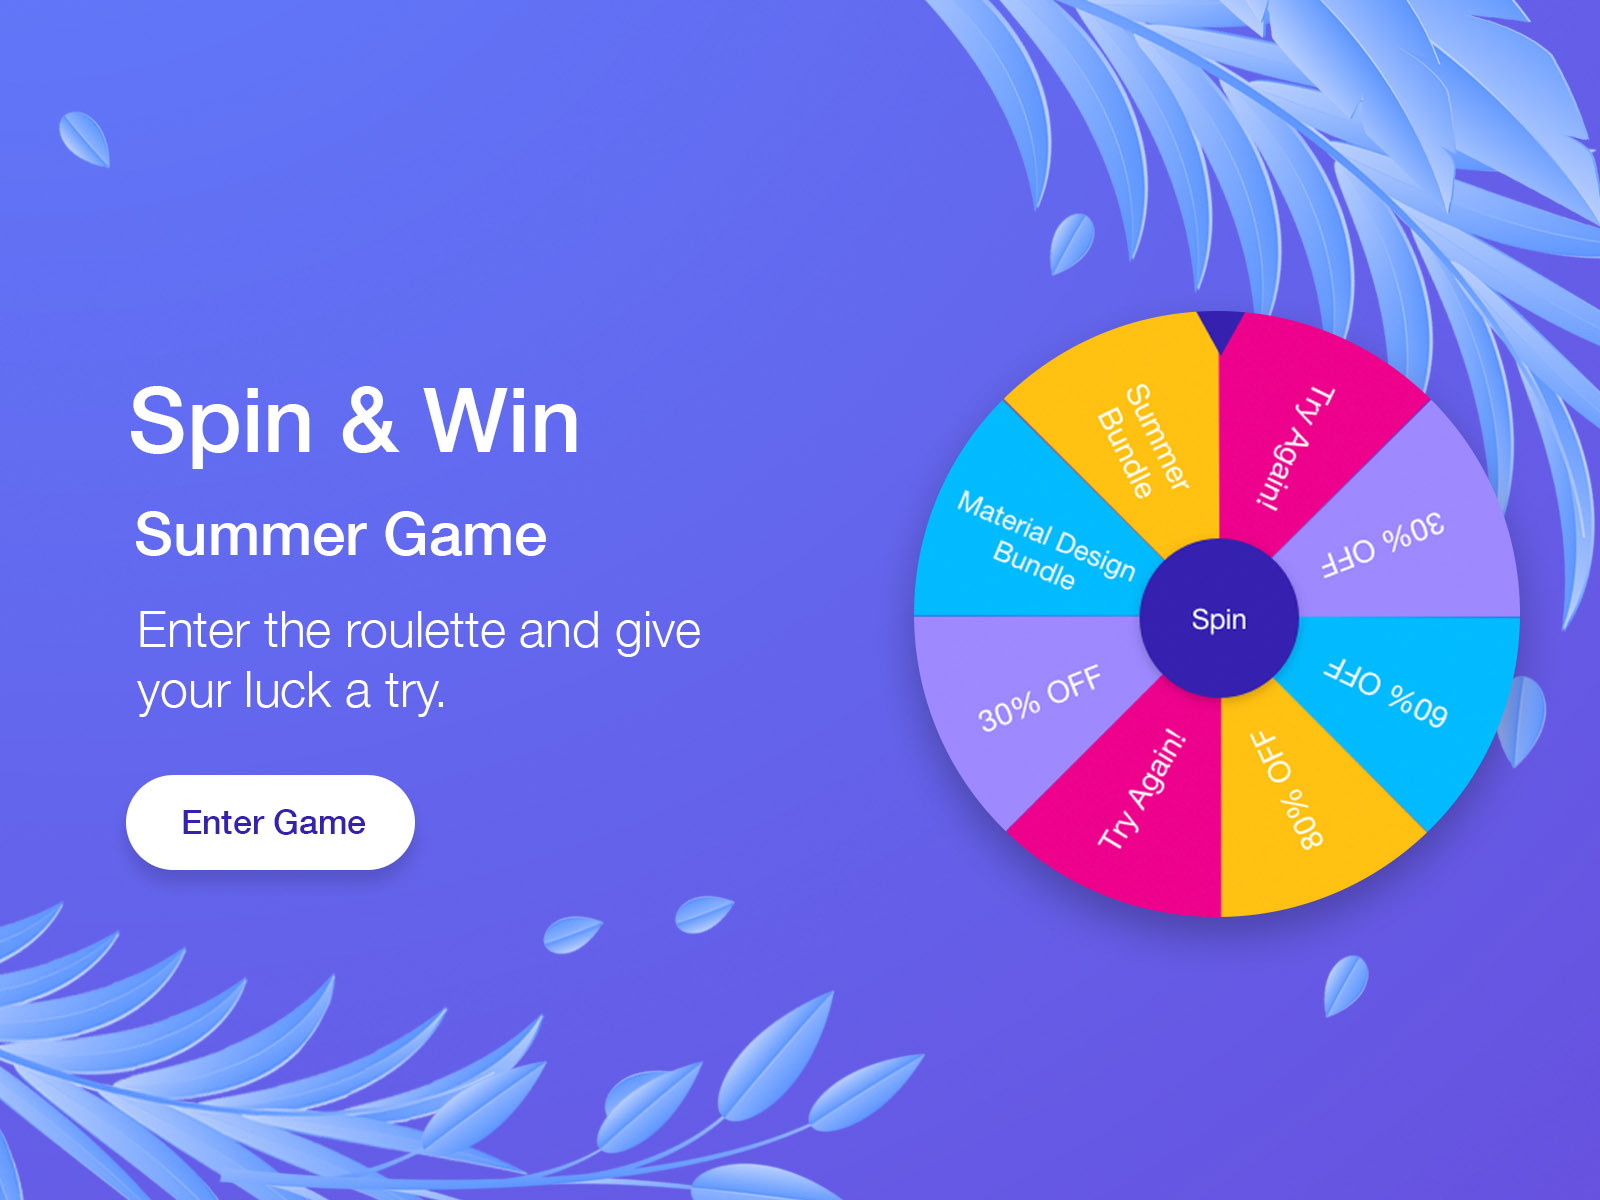 Spin & Win
Summer Game
Enter the roulette and give
your luck a try.
Enter Game
Summer
Bundle
Try Again!
30% OFF
60% OFF
80% OFF
Try Again!
30% OFF
Material Design
Bundle
Spin